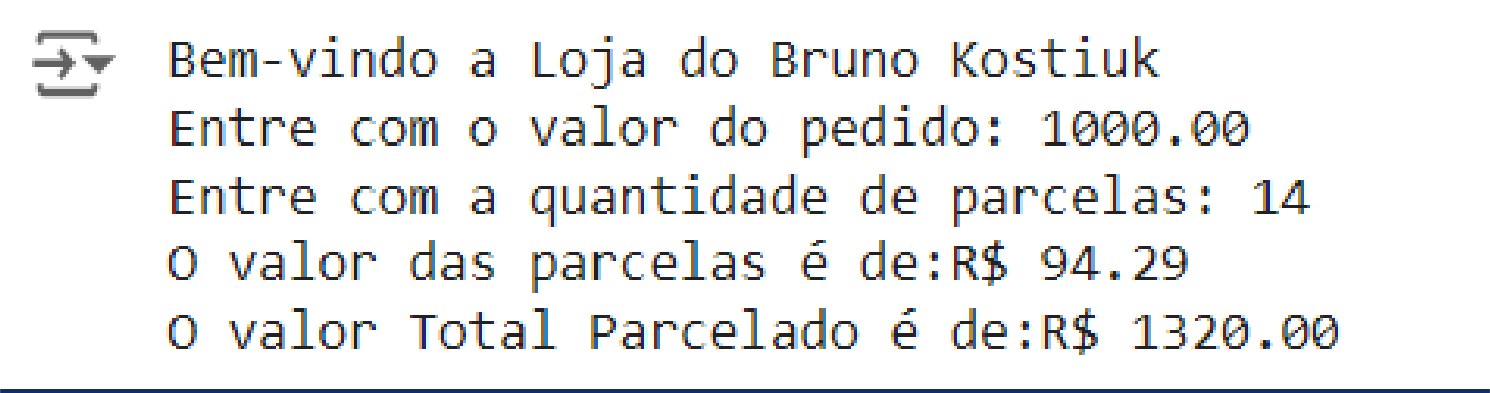 Bem-vindo a Loja do Bruno Kostiuk
Entre com o valor do pedido: 1000.00
Entre com a quantidade de parcelas: 14
O valor das parcelas é de:R$ 94.29
O valor Total Parcelado é de:R$ 1320.00